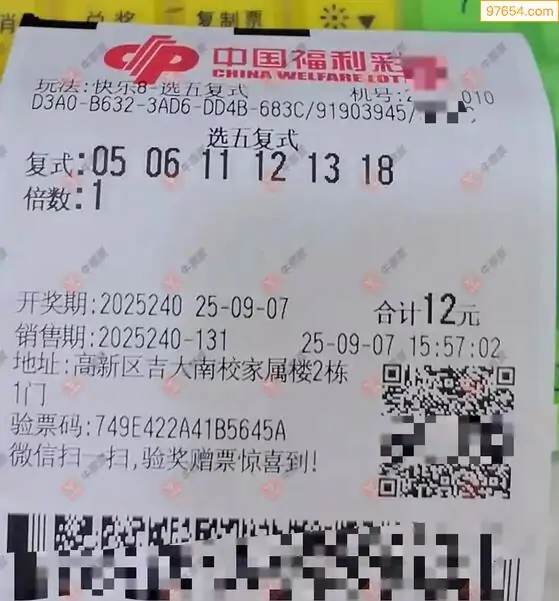 97654.com
兑奖
复制票
中国福利彩
CHINA WELFARE LOT
玩法:快乐8-选五复式
机号:2 010
D3A0-B632-3AD6-DD4B-683C/91903945/
选五复式
复式:05 06 11 12 13 18
倍数:1
开奖期:2025240 25-09-07 合计12元
销售期:2025240-131 25-09-07 15:57:02
地址:高新区吉大南校家属楼2栋
1门
验票码:749E422A41B5645A
微信扫一扫,验奖赠票惊喜到!